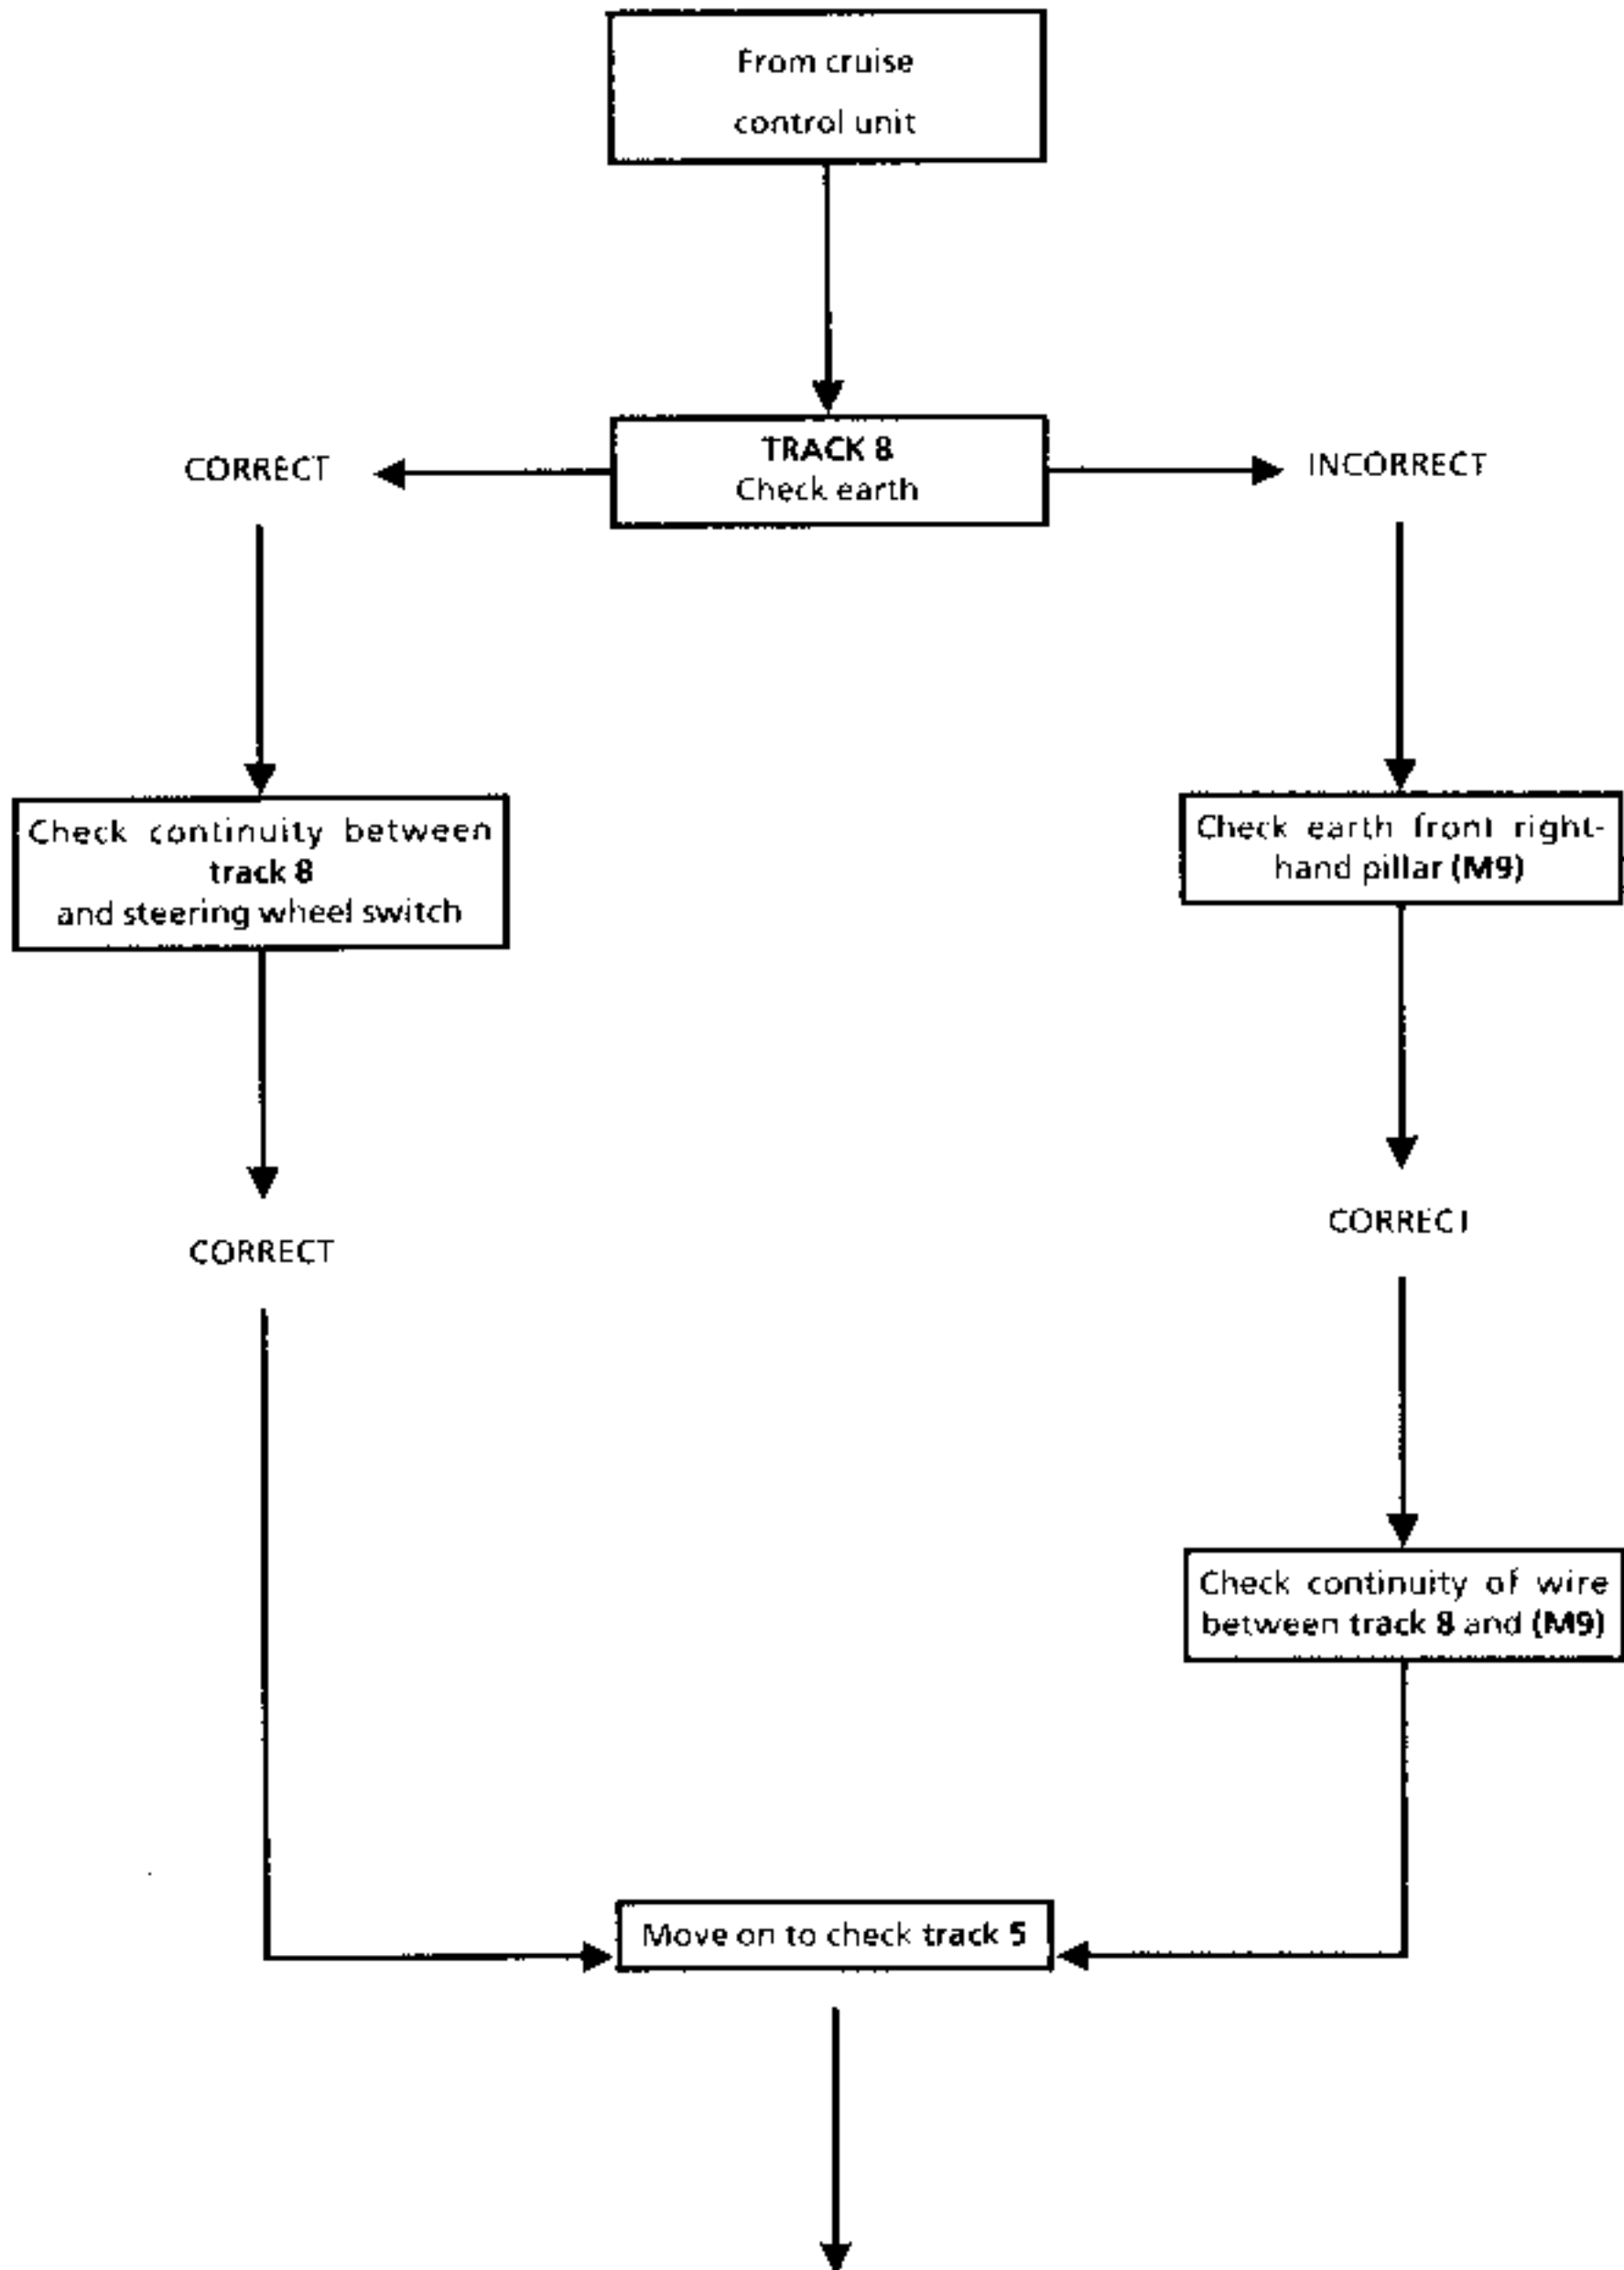 From cruise
control unit
TRACK 8
Check earth
CORRECT
INCORRECT
Check continuity between
track 8
and steering wheel switch
Check earth front right-
hand pillar (M9)
CORRECT
CORRECT
Check continuity of wire
between track 8 and (M9)
Move on to check track 5